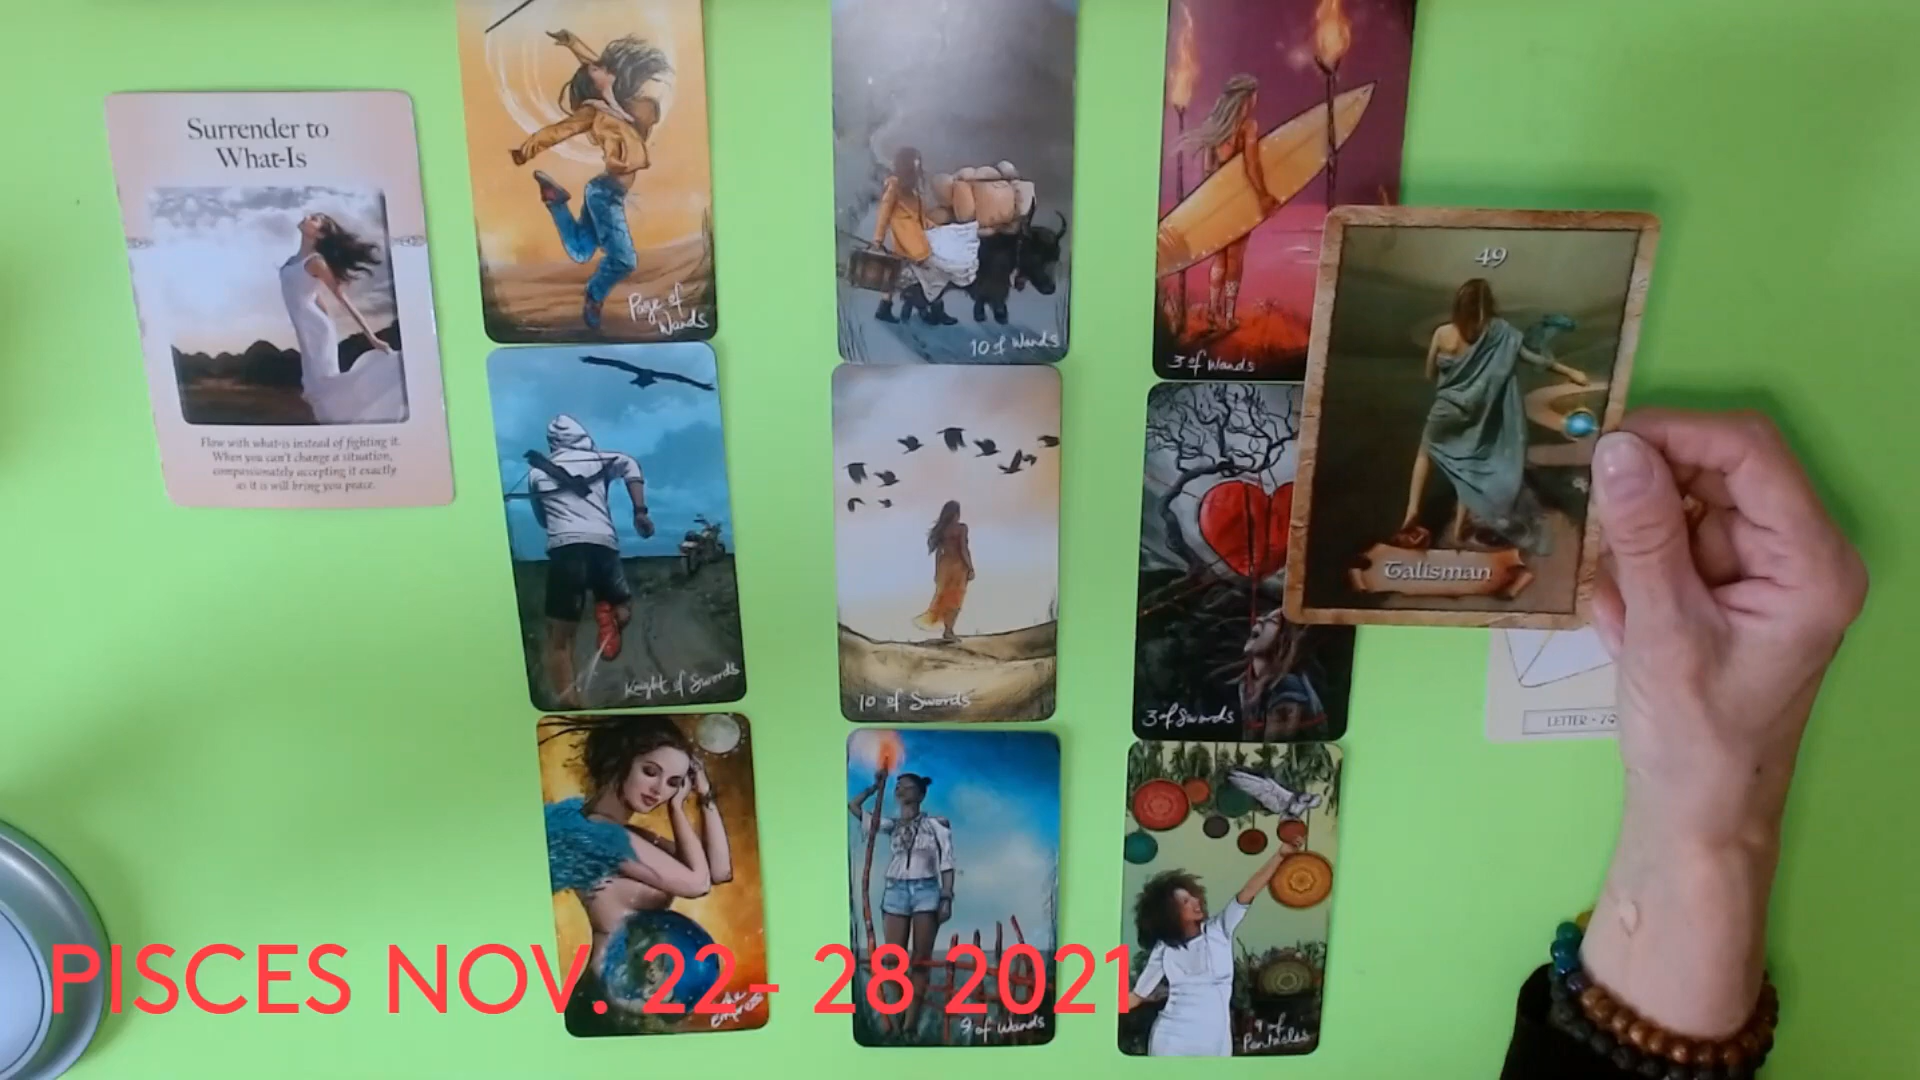 Surrender to
What-Is
Flow with what-is instead of fighting it.
When you can't change a situation,
compassionately accepting it exactly
as it is will bring you peace.
Page of
Wands
10 of Wands
3 of Wands
49
Talisman
Knight of Swords
10 of Swords
3 of Swords
LETTER -
The
Empress
9 of Wands
9 of
Pentacles
PISCES NOV. 22- 28 2021